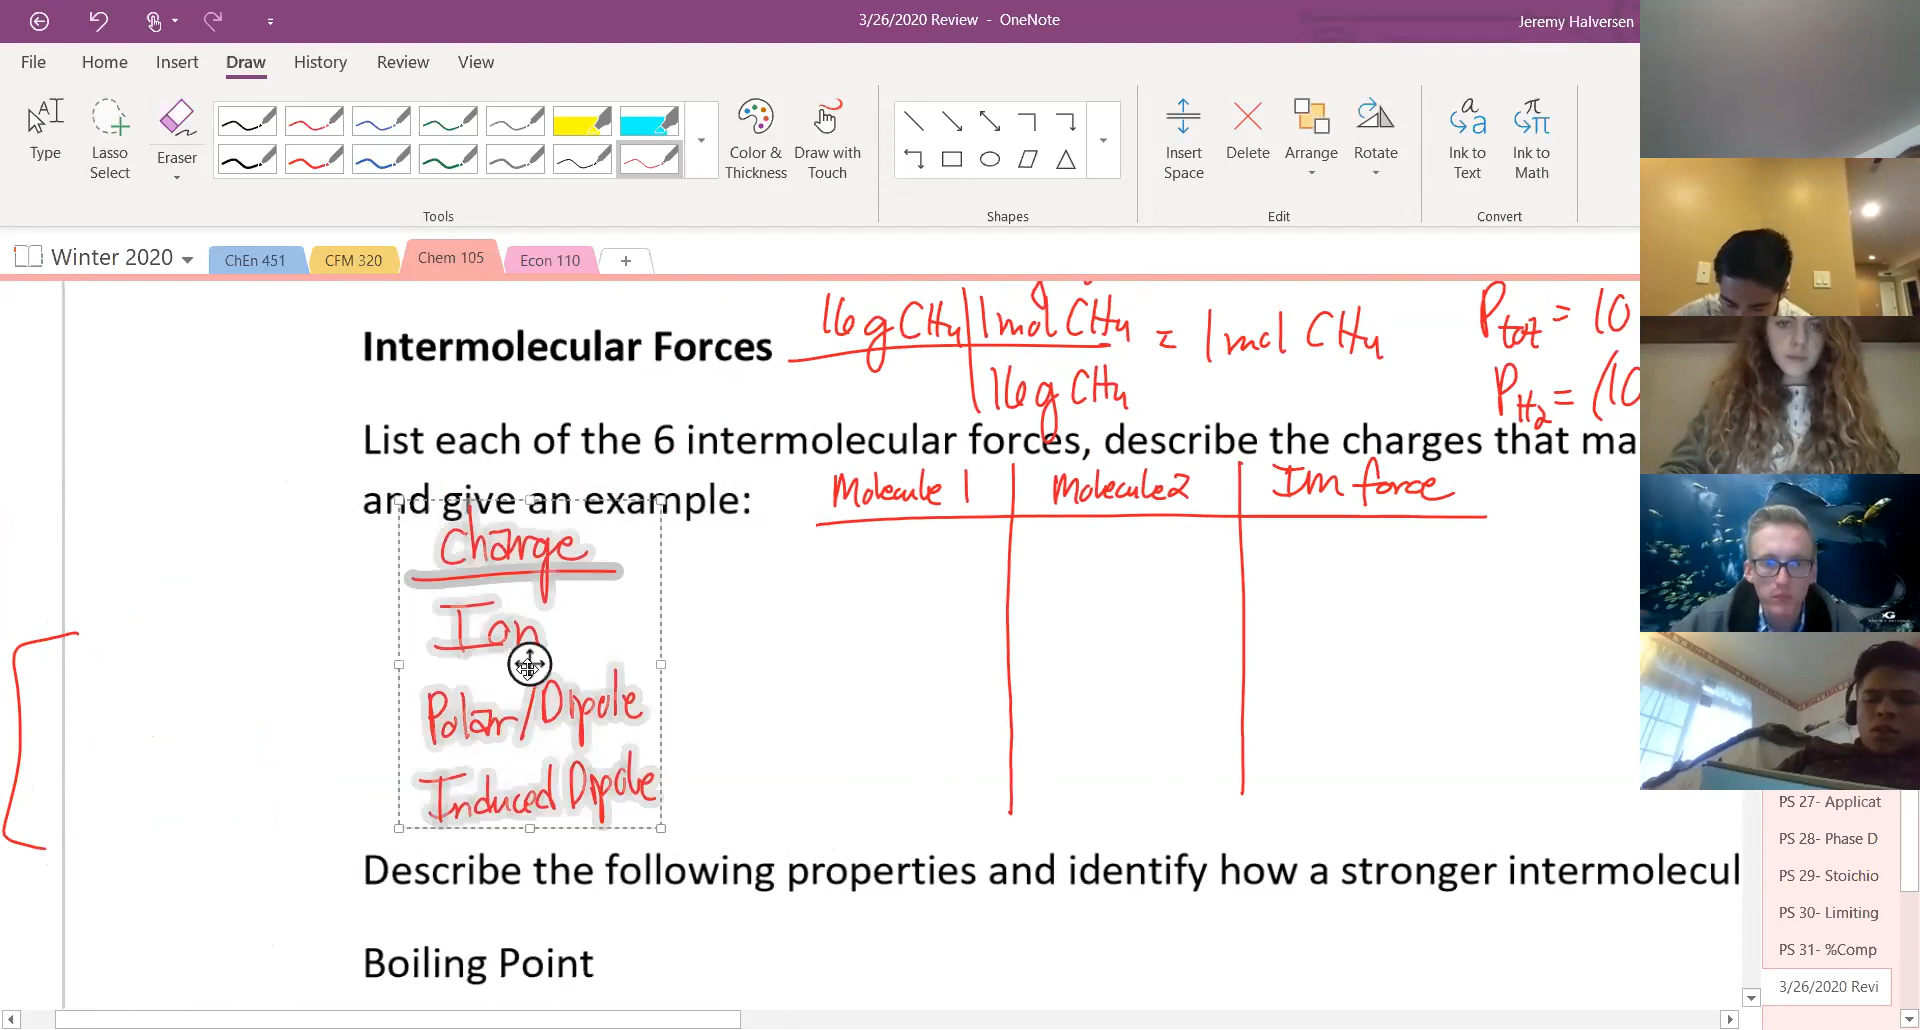 3/26/2020 Review - OneNote
Jeremy Halversen
File Home Insert Draw History Review View
Type
Lasso Select
Eraser
Color & Thickness
Draw with Touch
Insert Space
Delete
Arrange
Rotate
Ink to Text
Ink to Math
Tools
Shapes
Edit
Convert
Winter 2020
ChEn 451
CFM 320
Chem 105
Econ 110
+
16g CH4 | 1 mol CH4 = 1 mol CH4
16g CH4
Ptot = 10
PH2 = (10
Intermolecular Forces
List each of the 6 intermolecular forces, describe the charges that ma
and give an example:
Molecule 1 Molecule 2 IM force
Charge
Ion
Polar/Dipole
Induced Dipole
Describe the following properties and identify how a stronger intermolecul
Boiling Point
PS 27- Applicat
PS 28- Phase D
PS 29- Stoichio
PS 30- Limiting
PS 31- %Comp
3/26/2020 Revi